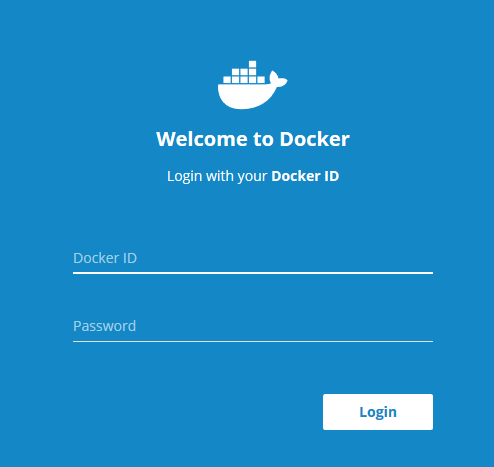 Welcome to Docker
Login with your Docker ID
Docker ID
Password
Login